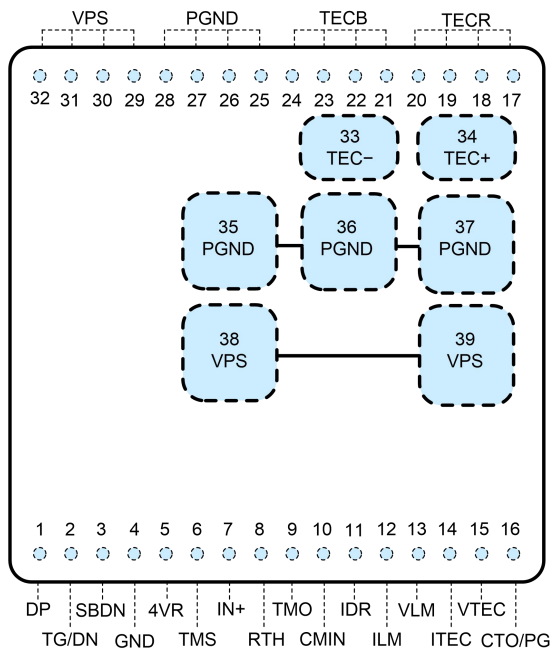 VPS PGND TECB TECR
32 31 30 29 28 27 26 25 24 23 22 21 20 19 18 17
33 34
TEC− TEC+
35 36 37
PGND PGND PGND
38 39
VPS VPS
1 2 3 4 5 6 7 8 9 10 11 12 13 14 15 16
DP SBDN 4VR IN+ TMO IDR VLM VTEC
TG/DN GND TMS RTH CMIN ILM ITEC CTO/PG